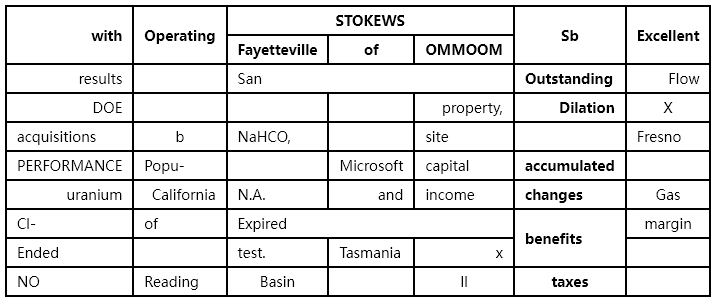 with Operating STOKEWS Sb Excellent
Fayetteville of OMMOOM
results San Outstanding Flow
DOE property, Dilation X
acquisitions b NaHCO, site Fresno
PERFORMANCE Popu- Microsoft capital accumulated
uranium California N.A. and income changes Gas
Cl- of Expired benefits margin
Ended test. Tasmania x
NO Reading Basin II taxes